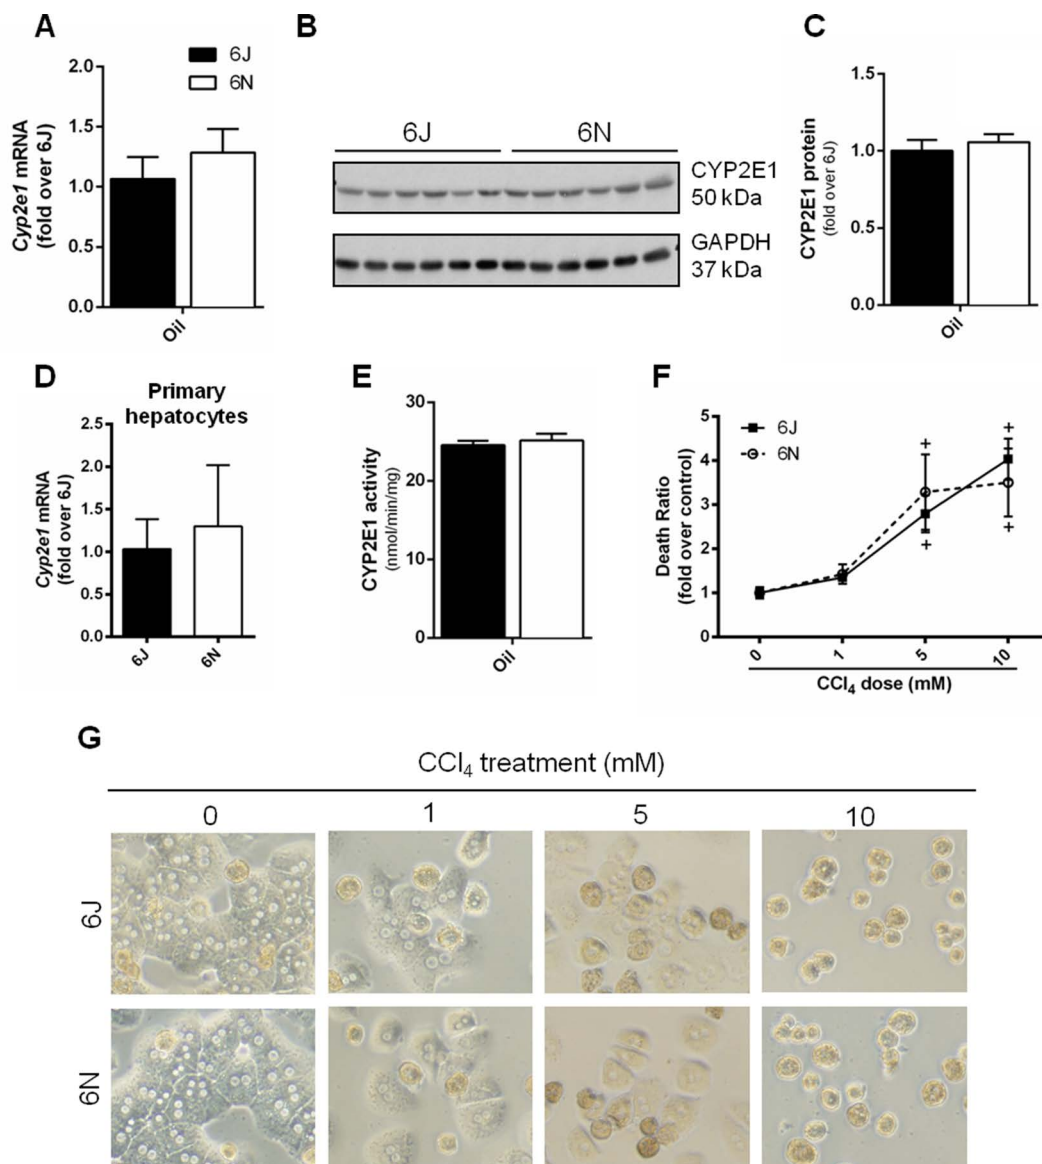 A
6J
6N
Cyp2e1 mRNA
(fold over 6J)
2.0
1.5
1.0
0.5
0.0
Oil
B
6J
6N
CYP2E1
50 kDa
GAPDH
37 kDa
C
CYP2E1 protein
(fold over 6J)
1.5
1.0
0.5
0.0
Oil
D
Primary
hepatocytes
Cyp2e1 mRNA
(fold over 6J)
2.5
2.0
1.5
1.0
0.5
0.0
6J
6N
E
CYP2E1 activity
(nmol/min/mg)
30
20
10
0
Oil
F
6J
6N
Death Ratio
(fold over control)
5
4
3
2
1
0
+
+
+
+
0
1
5
10
CCl₄ dose (mM)
G
CCl₄ treatment (mM)
0
1
5
10
6J
6N